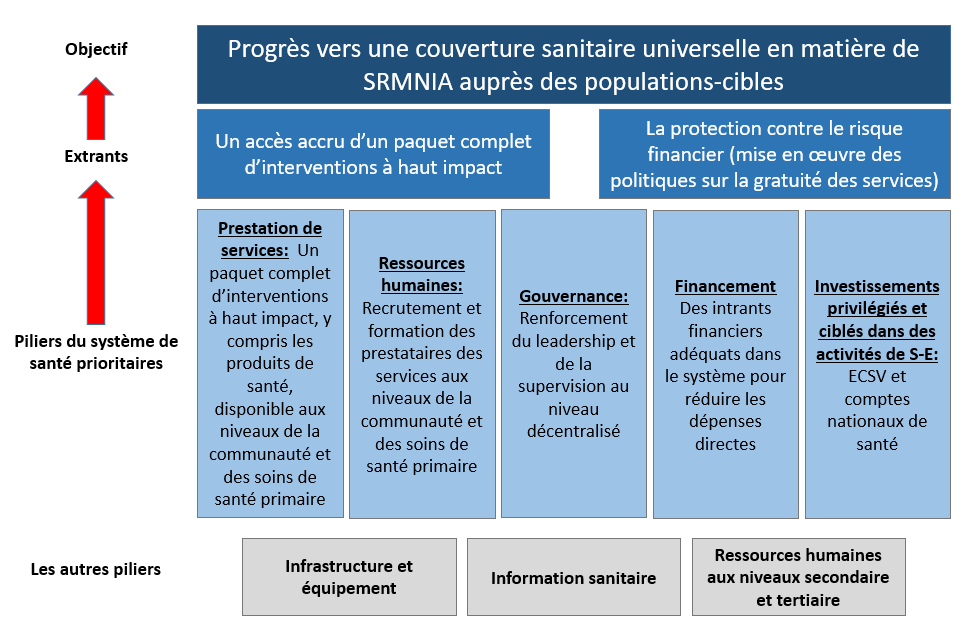 Objectif
Progrès vers une couverture sanitaire universelle en matière de
SRMNIA auprès des populations-cibles
Extrants
Un accès accru d’un paquet complet
d’interventions à haut impact
La protection contre le risque
financier (mise en œuvre des
politiques sur la gratuité des services)
Piliers du système de
santé prioritaires
Prestation de
services: Un
paquet complet
d’interventions
à haut impact, y
compris les
produits de
santé,
disponible aux
niveaux de la
communauté et
des soins de
santé primaire
Ressources
humaines:
Recrutement et
formation des
prestataires des
services aux
niveaux de la
communauté et
des soins de
santé primaire
Gouvernance:
Renforcement
du leadership et
de la
supervision au
niveau
décentralisé
Financement
Des intrants
financiers
adéquats dans
le système pour
réduire les
dépenses
directes
Investissements
privilégiés et
ciblés dans des
activités de S-E:
ECSV et
comptes
nationaux de
santé
Les autres piliers
Infrastructure et
équipement
Information sanitaire
Ressources humaines
aux niveaux secondaire
et tertiaire